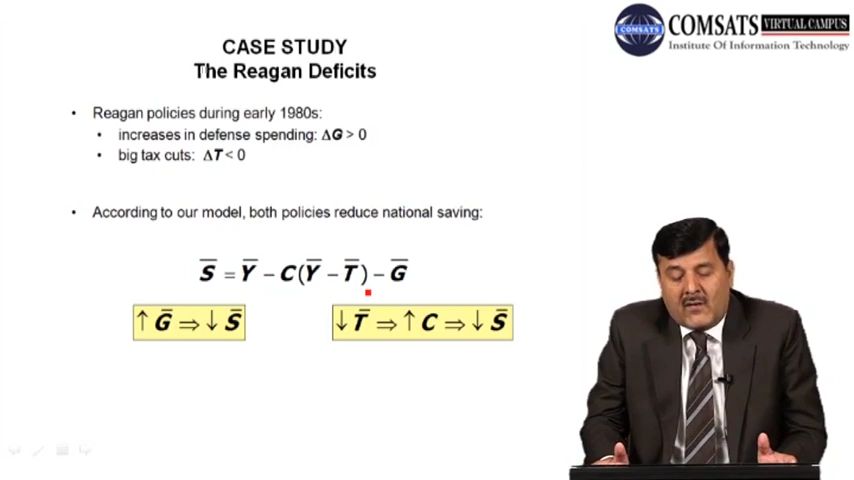 CASE STUDY
The Reagan Deficits
• Reagan policies during early 1980s:
• increases in defense spending: ΔG > 0
• big tax cuts: ΔT < 0
• According to our model, both policies reduce national saving:
S̅ = Y̅ − C(Y̅ − T̅) − G̅
↑ G̅ ⇒ ↓ S̅
↓ T̅ ⇒ ↑ C ⇒ ↓ S̅
COMSATS VIRTUAL CAMPUS
Institute Of Information Technology
COMSATS